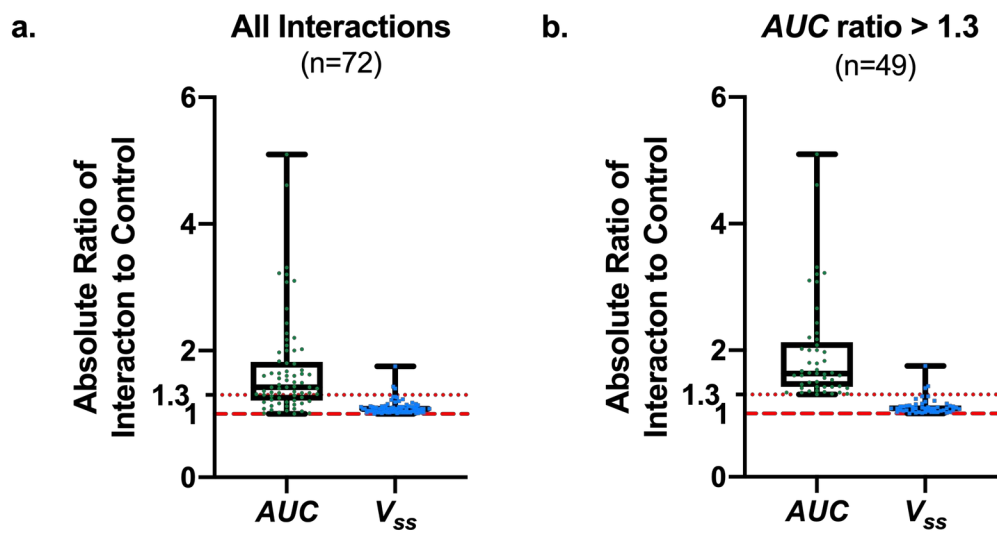 a.
All Interactions
(n=72)
Absolute Ratio of
Interacton to Control
6
4
2
1.3
1
0
AUC
Vss
b.
AUC ratio > 1.3
(n=49)
Absolute Ratio of
Interacton to Control
6
4
2
1.3
1
0
AUC
Vss